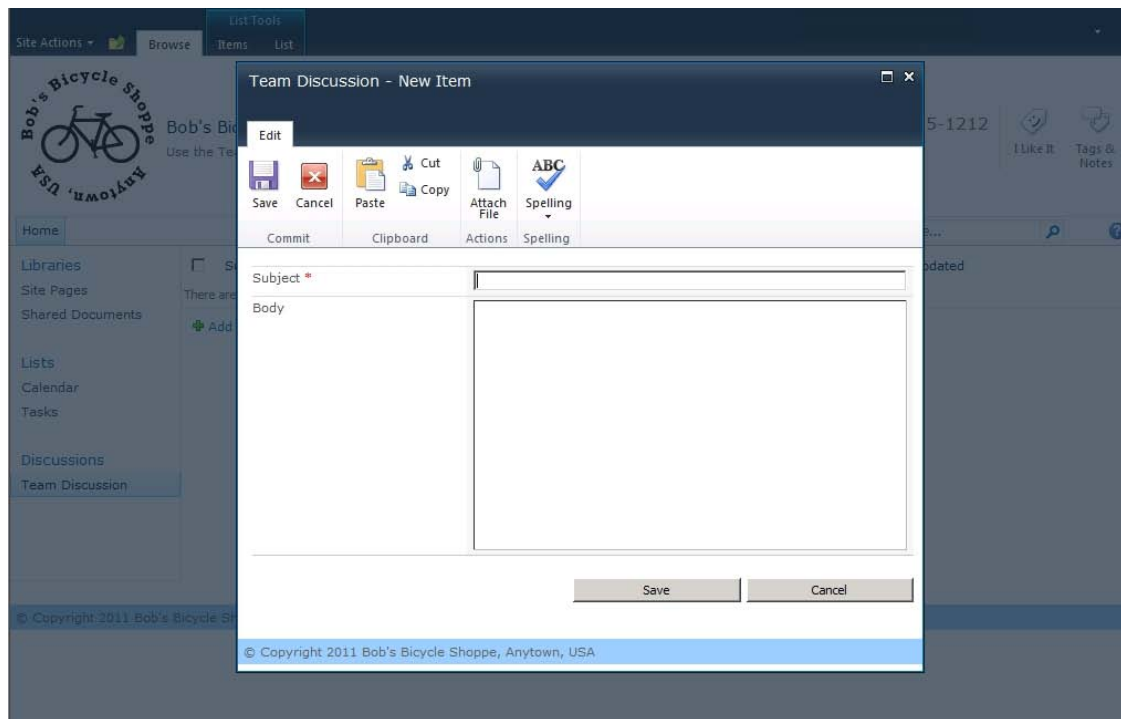 List Tools
Site Actions Browse Items List
Bob's Bicycle Shoppe
Anytown, USA
Bob's
Use the
5-1212
I Like It
Tags & Notes
Home
Libraries
Site Pages
Shared Documents
Lists
Calendar
Tasks
Discussions
Team Discussion
There are
Add
© Copyright 2011 Bob's Bicycle
Team Discussion - New Item
Edit
Save
Cancel
Paste
Cut
Copy
Attach File
ABC
Spelling
Commit
Clipboard
Actions
Spelling
Subject *
Body
Save
Cancel
© Copyright 2011 Bob's Bicycle Shoppe, Anytown, USA